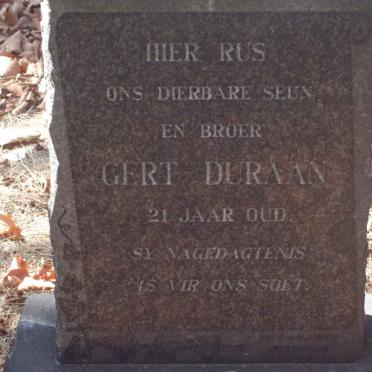 HIER RUS
ONS DIERBARE SEUN
EN BROER
GERT DURAAN
21 JAAR OUD.
SY NAGEDAGTENIS
IS VIR ONS SOET.